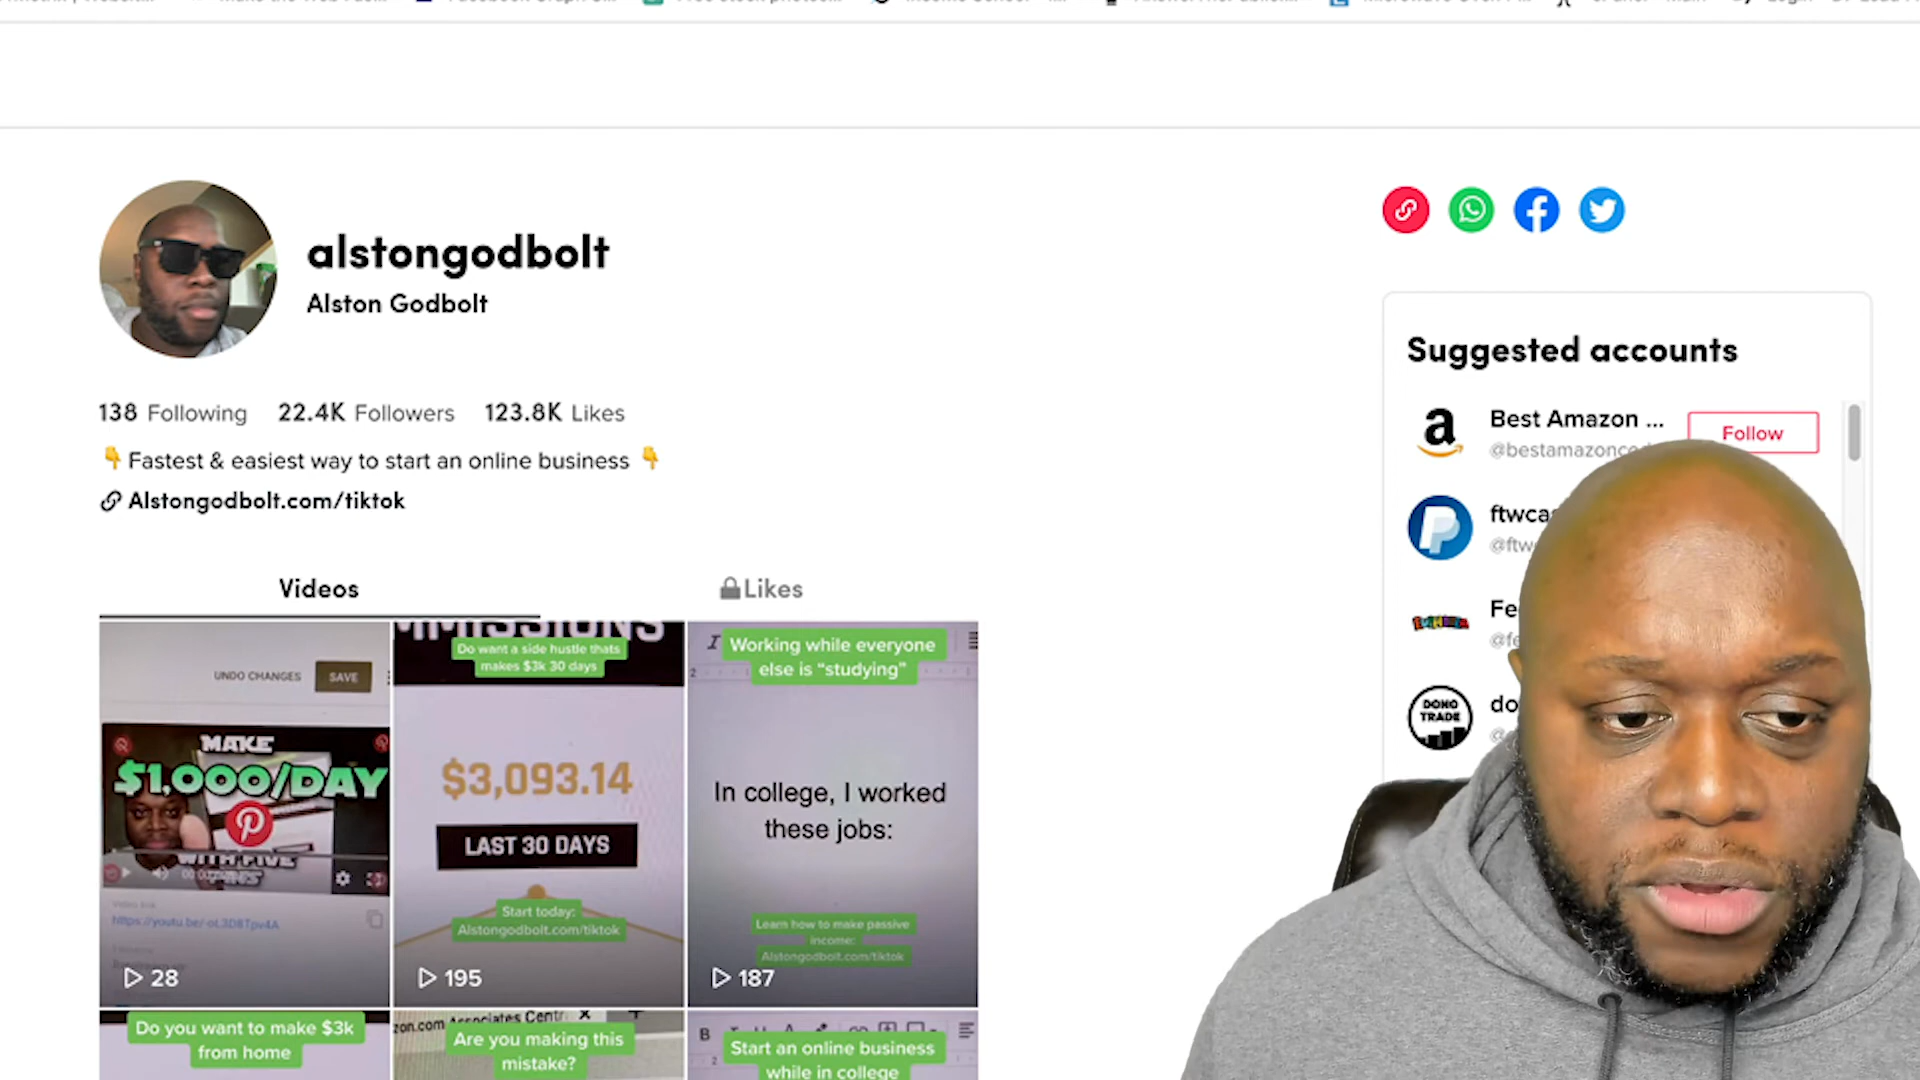 alstongodbolt
Alston Godbolt
138 Following 22.4K Followers 123.8K Likes
Fastest & easiest way to start an online business
Alstongodbolt.com/tiktok
Videos
Likes
UNDO CHANGES
SAVE
MAKE
$1,000/DAY
WITH FIVE
28
Do want a side hustle thats
makes $3k 30 days
$3,093.14
LAST 30 DAYS
Start today:
Alstongodbolt.com/tiktok
195
Working while everyone
else is “studying”
In college, I worked
these jobs:
Learn how to make passive
income:
Alstongodbolt.com/tiktok
187
Do you want to make $3k
from home
Are you making this
mistake?
Start an online business
while in college
Suggested accounts
Best Amazon ...
Follow
DOHO
TRADE